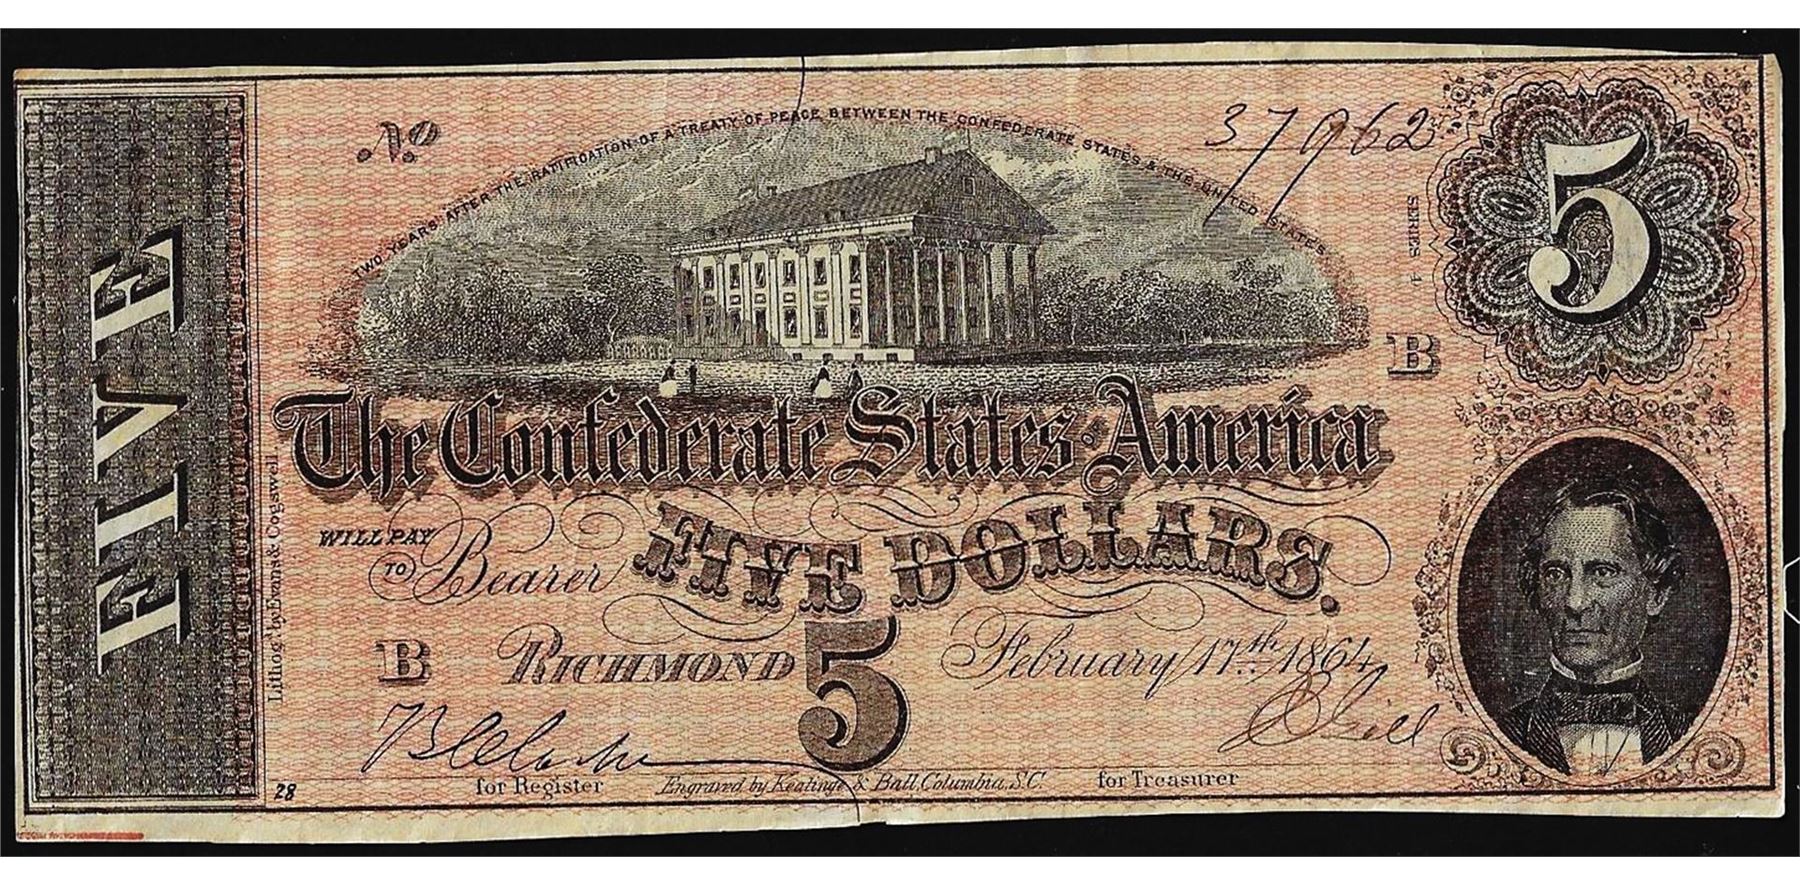 No
37962
TWO YEARS AFTER THE RATIFICATION OF A TREATY OF PEACE BETWEEN THE CONFEDERATE STATES & THE UNITED STATES
5
SERIES 4
B
FIVE
The Confederate States America
WILL PAY
TO Bearer
FIVE DOLLARS.
B
RICHMOND
5
February 17th 1864
Lithog. by Evans & Cogswell
for Register
Engraved by Keatinge & Ball, Columbia, S.C.
for Treasurer
28